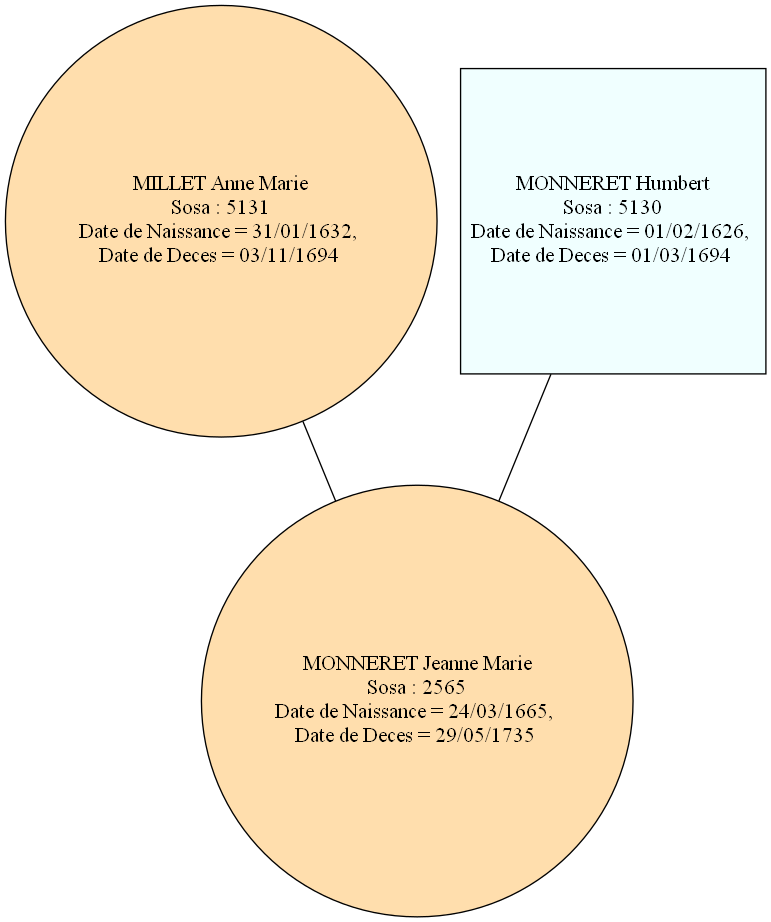 MILLET Anne Marie
Sosa : 5131
Date de Naissance = 31/01/1632,
Date de Deces = 03/11/1694
MONNERET Humbert
Sosa : 5130
Date de Naissance = 01/02/1626,
Date de Deces = 01/03/1694
MONNERET Jeanne Marie
Sosa : 2565
Date de Naissance = 24/03/1665,
Date de Deces = 29/05/1735